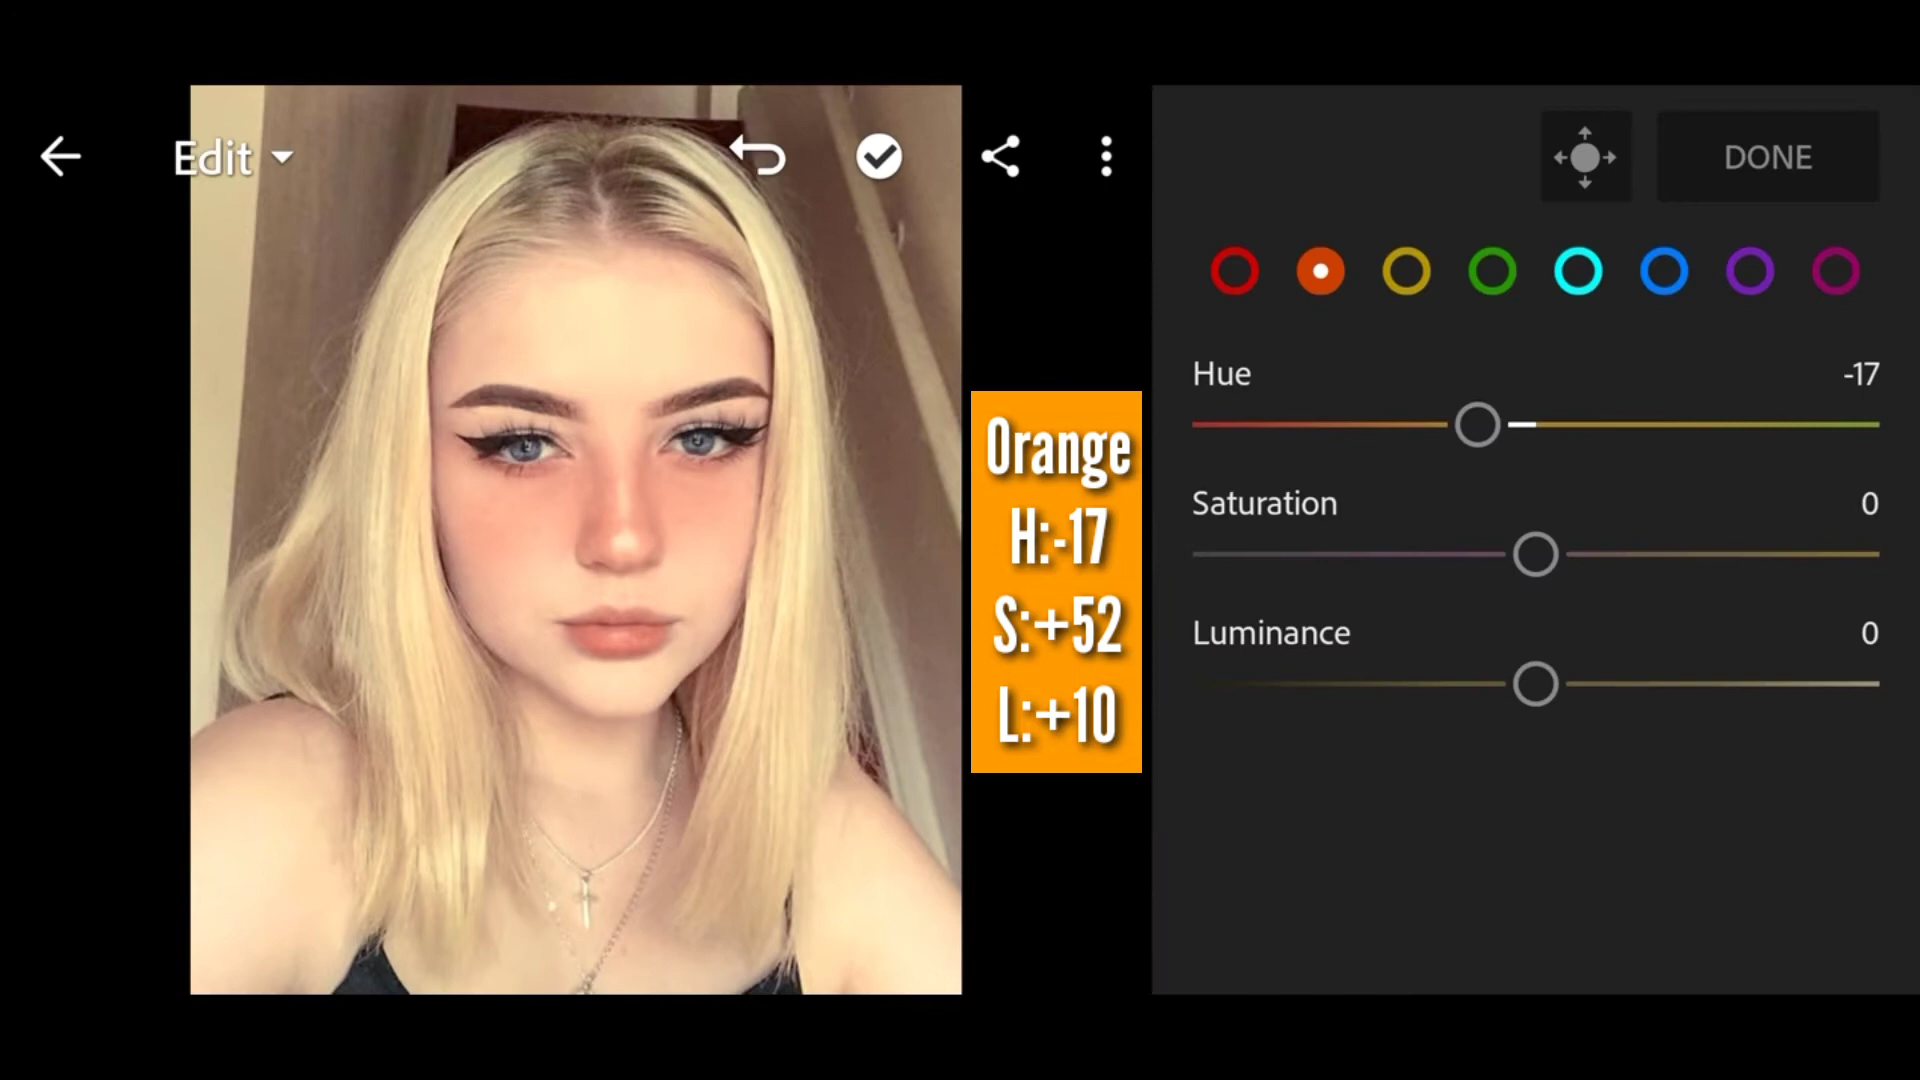 Edit
DONE
Hue -17
Saturation 0
Luminance 0
Orange
H:-17
S:+52
L:+10